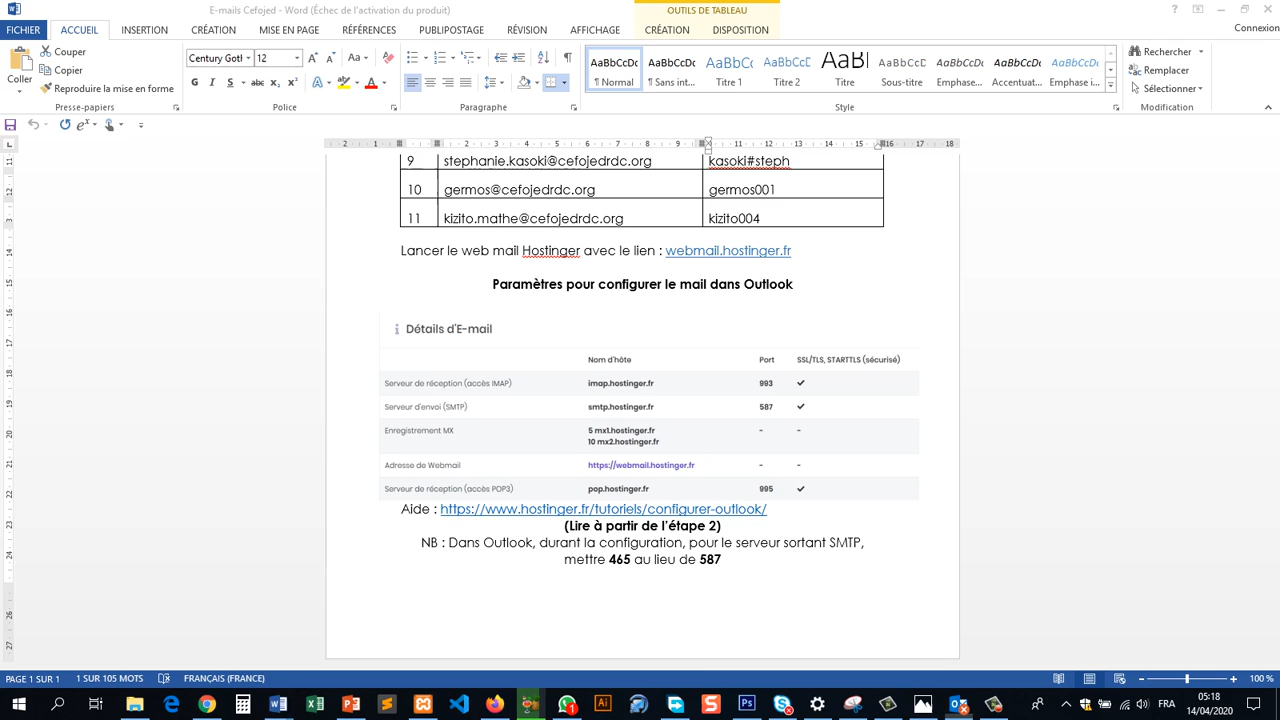 E-mails Cefojed - Word (Échec de l'activation du produit)
OUTILS DE TABLEAU
FICHIER ACCUEIL INSERTION CRÉATION MISE EN PAGE RÉFÉRENCES PUBLIPOSTAGE RÉVISION AFFICHAGE CRÉATION DISPOSITION Connexion
Coller
Couper
Copier
Reproduire la mise en forme
Presse-papiers
Century Gotl 12
Police
Paragraphe
AaBbCcDc AaBbCcDc AaBbCc AaBbCcC AaBl AaBbCcC AaBbCcDc AaBbCcDc AaBbCcDc
¶ Normal ¶ Sans int... Titre 1 Titre 2 Titre Sous-titre Emphase... Accentuat... Emphase i...
Style
Rechercher
Remplacer
Sélectionner
Modification
9 stephanie.kasoki@cefojedrdc.org kasoki#steph
10 germos@cefojedrdc.org germos001
11 kizito.mathe@cefojedrdc.org kizito004
Lancer le web mail Hostinger avec le lien : webmail.hostinger.fr
Paramètres pour configurer le mail dans Outlook
Détails d'E-mail
Nom d'hôte Port SSL/TLS, STARTTLS (sécurisé)
Serveur de réception (accès IMAP) imap.hostinger.fr 993 ✓
Serveur d'envoi (SMTP) smtp.hostinger.fr 587 ✓
Enregistrement MX 5 mx1.hostinger.fr - -
10 mx2.hostinger.fr
Adresse de Webmail https://webmail.hostinger.fr - -
Serveur de réception (accès POP3) pop.hostinger.fr 995 ✓
Aide : https://www.hostinger.fr/tutoriels/configurer-outlook/
(Lire à partir de l'étape 2)
NB : Dans Outlook, durant la configuration, pour le serveur sortant SMTP,
mettre 465 au lieu de 587
PAGE 1 SUR 1 1 SUR 105 MOTS FRANÇAIS (FRANCE) 100 %
05:18
FRA
14/04/2020